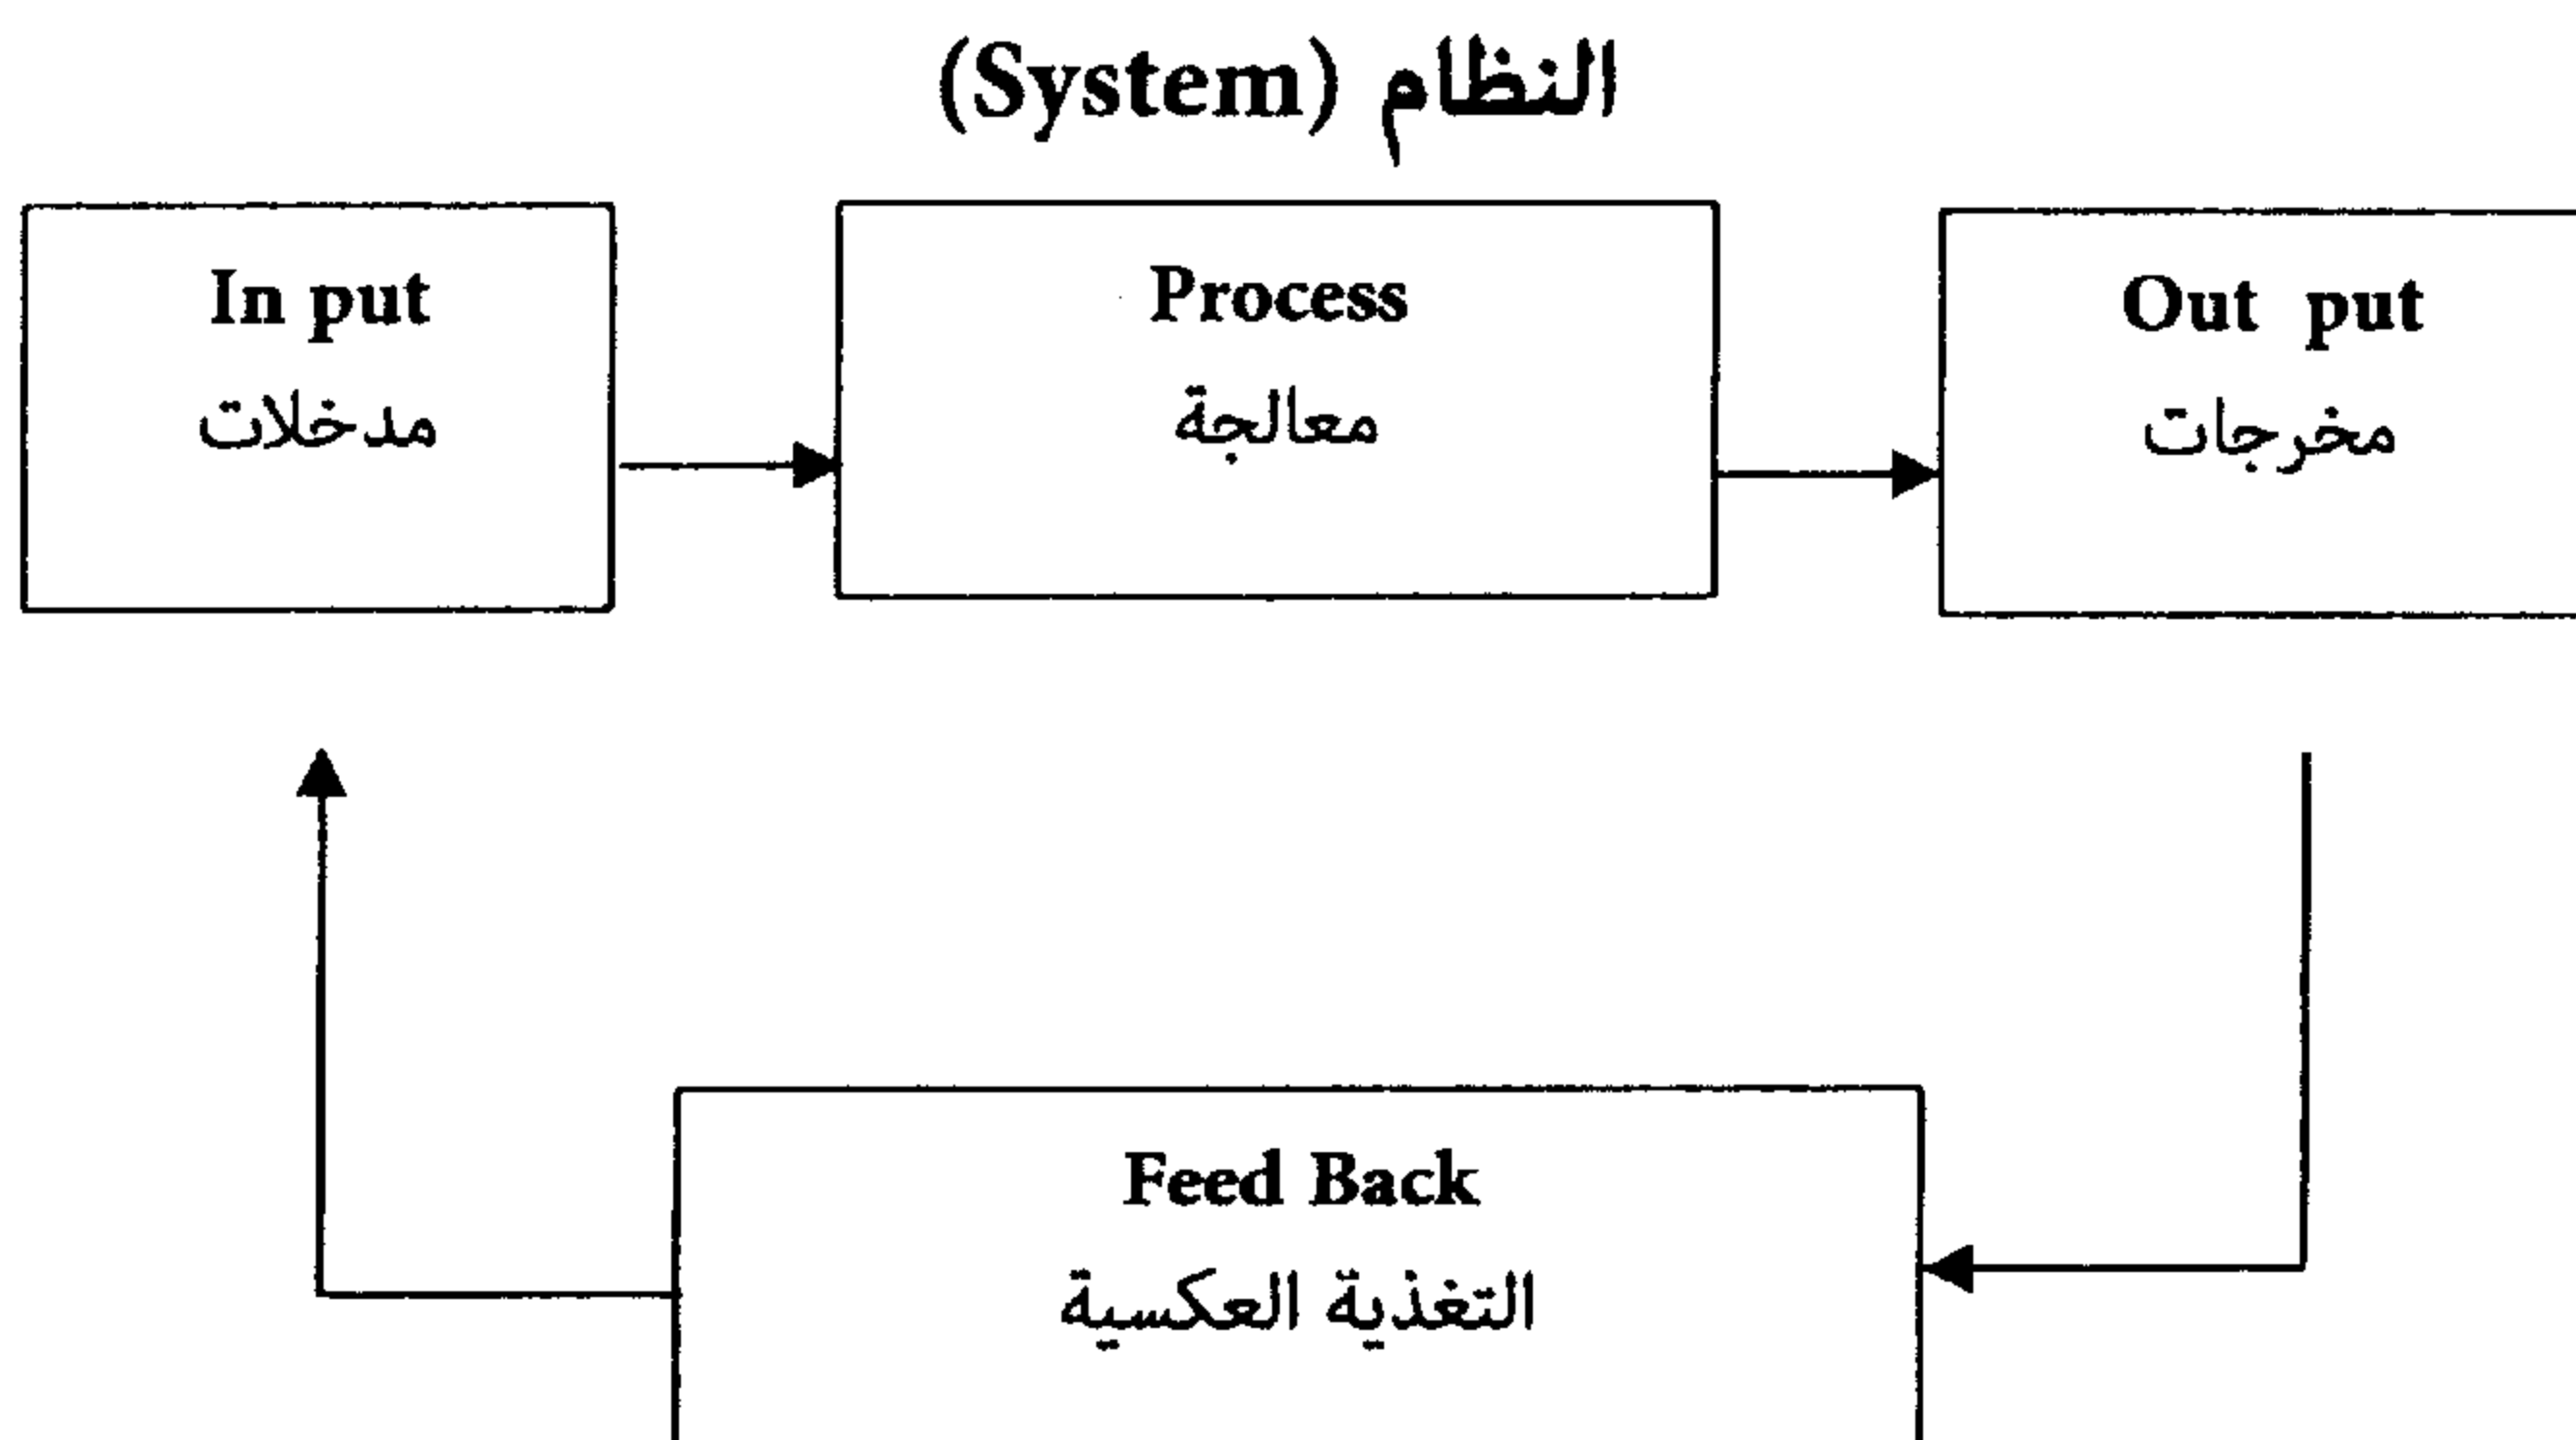 النظام (System)
In put
مدخلات
Process
معالجة
Out put
مخرجات
Feed Back
التغذية العكسية